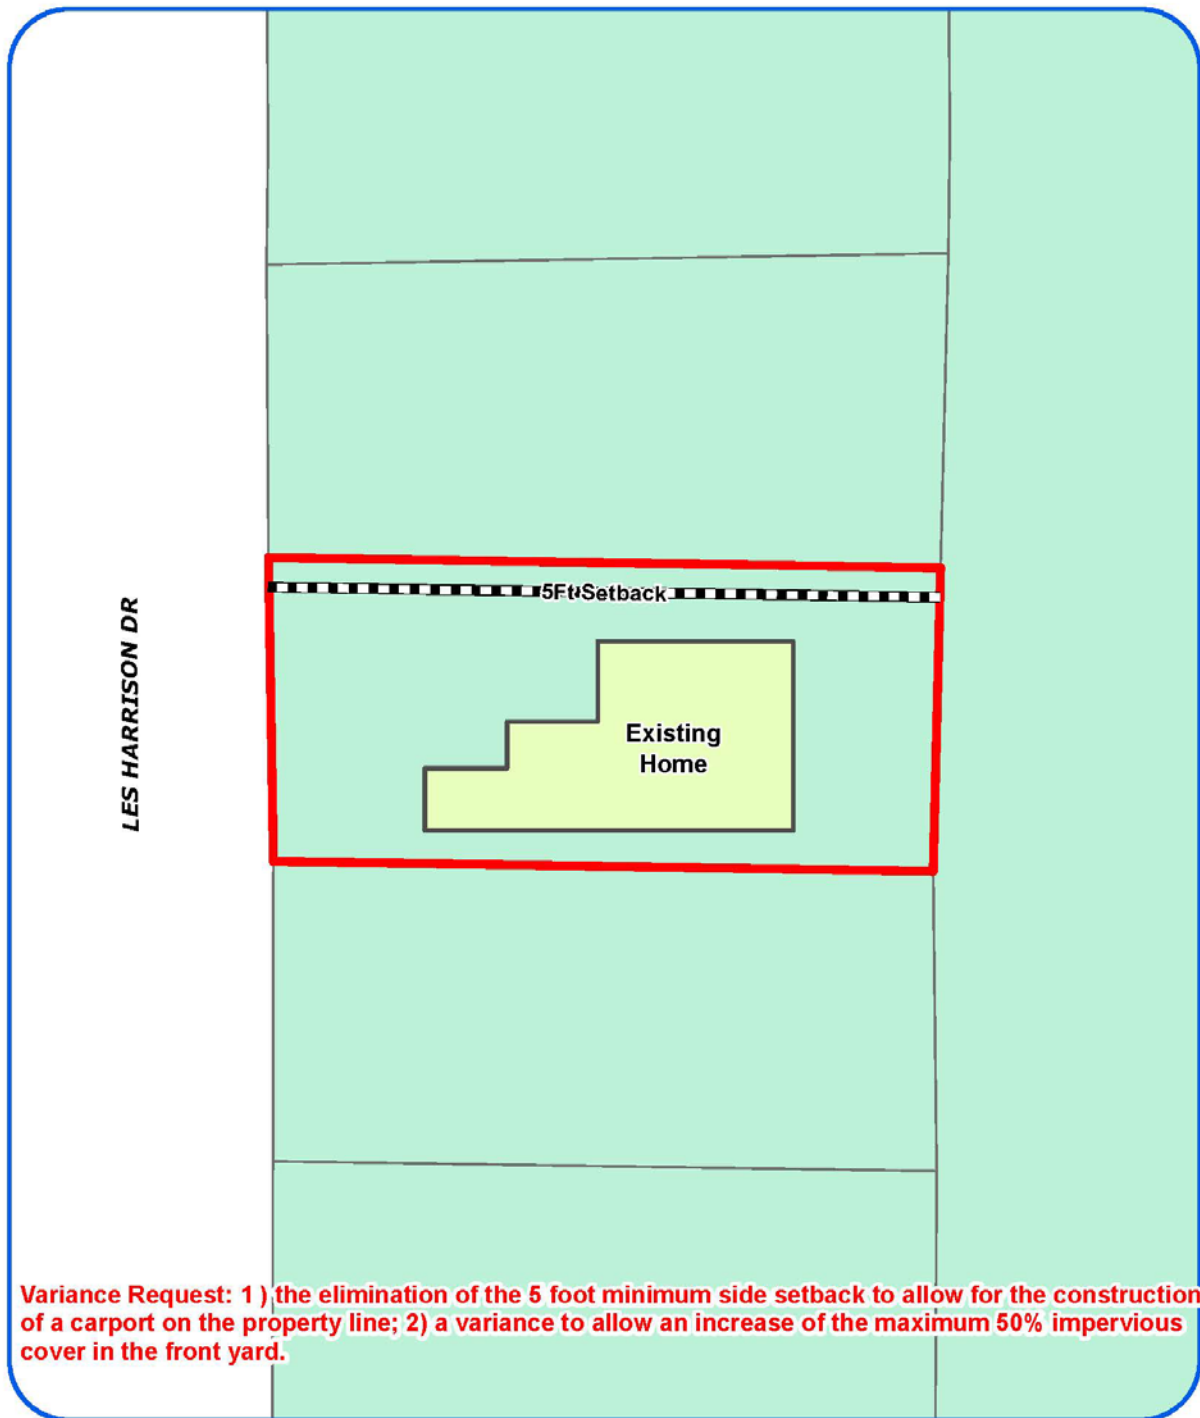 5Ft Setback
LES HARRISON DR
Existing
Home
Variance Request: 1 ) the elimination of the 5 foot minimum side setback to allow for the construction
of a carport on the property line; 2) a variance to allow an increase of the maximum 50% impervious
cover in the front yard.